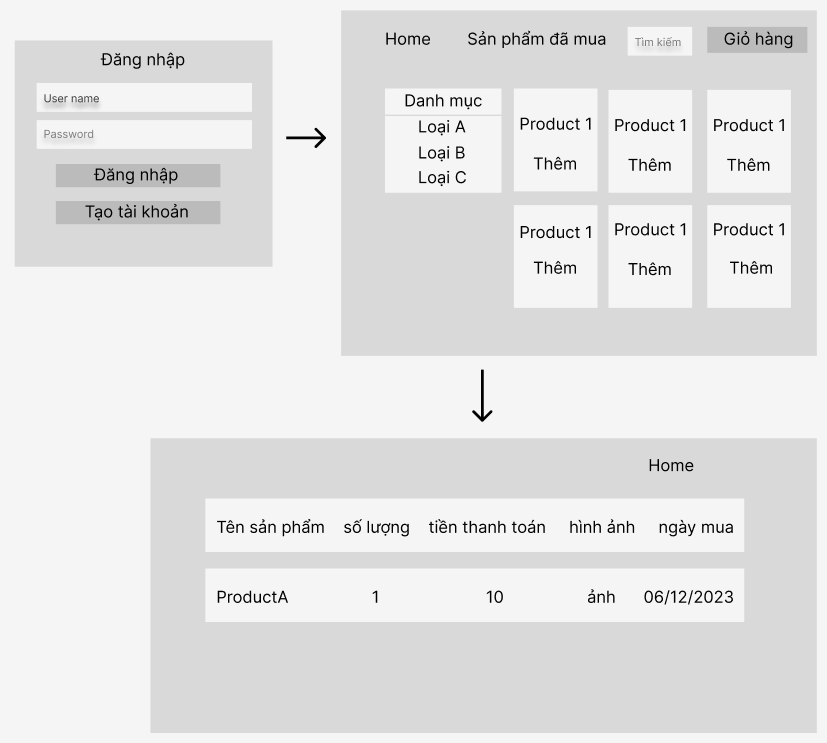 Đăng nhập
User name
Password
Đăng nhập
Tạo tài khoản
Home Sản phẩm đã mua Tìm kiếm Giỏ hàng
Danh mục
Loại A
Loại B
Loại C
Product 1 Product 1 Product 1
Thêm Thêm Thêm
Product 1 Product 1 Product 1
Thêm Thêm Thêm
Home
Tên sản phẩm số lượng tiền thanh toán hình ảnh ngày mua
ProductA 1 10 ảnh 06/12/2023